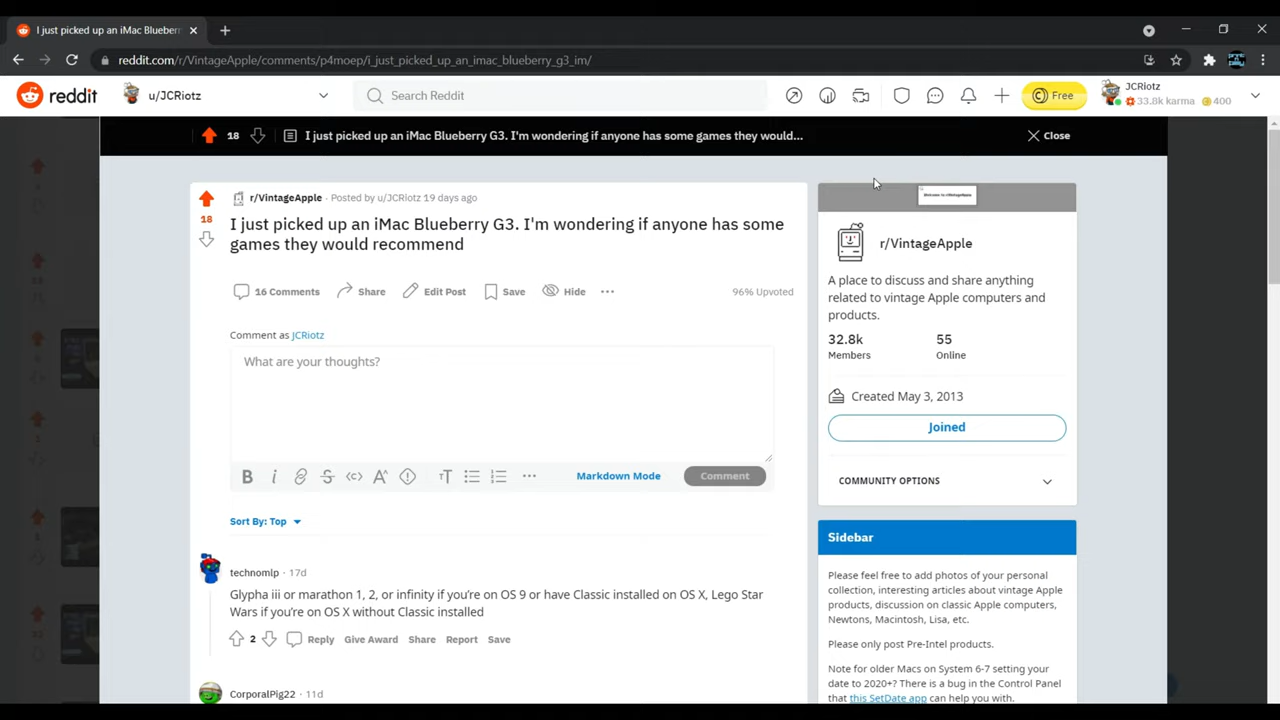 I just picked up an iMac Blueberr
reddit.com/r/VintageApple/comments/p4moep/i_just_picked_up_an_imac_blueberry_g3_im/
reddit
u/JCRiotz
Search Reddit
Free
JCRiotz
33.8k karma
400
18
I just picked up an iMac Blueberry G3. I'm wondering if anyone has some games they would...
Close
r/VintageApple · Posted by u/JCRiotz 19 days ago
18
I just picked up an iMac Blueberry G3. I'm wondering if anyone has some
games they would recommend
16 Comments
Share
Edit Post
Save
Hide
96% Upvoted
Comment as JCRiotz
What are your thoughts?
Markdown Mode
Comment
Sort By: Top
technomlp · 17d
Glypha iii or marathon 1, 2, or infinity if you're on OS 9 or have Classic installed on OS X, Lego Star
Wars if you're on OS X without Classic installed
2
Reply
Give Award
Share
Report
Save
CorporalPig22 · 11d
Welcome to r/VintageApple
r/VintageApple
A place to discuss and share anything
related to vintage Apple computers and
products.
32.8k
Members
55
Online
Created May 3, 2013
Joined
COMMUNITY OPTIONS
Sidebar
Please feel free to add photos of your personal
collection, interesting articles about vintage Apple
products, discussion on classic Apple computers,
Newtons, Macintosh, Lisa, etc.
Please only post Pre-Intel products.
Note for older Macs on System 6-7 setting your
date to 2020+? There is a bug in the Control Panel
that this SetDate app can help you with.